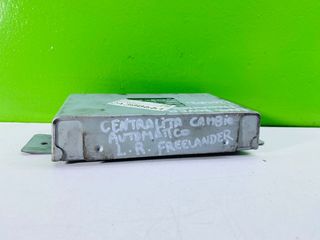 CENTRALITA CAMBIO
AUTOMATICO
L.R. FREELANDER